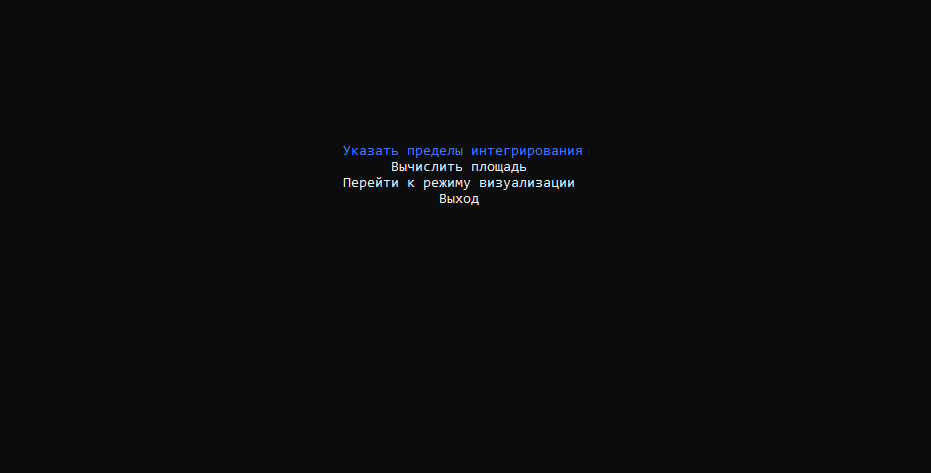 Указать пределы интегрирования
Вычислить площадь
Перейти к режиму визуализации
Выход